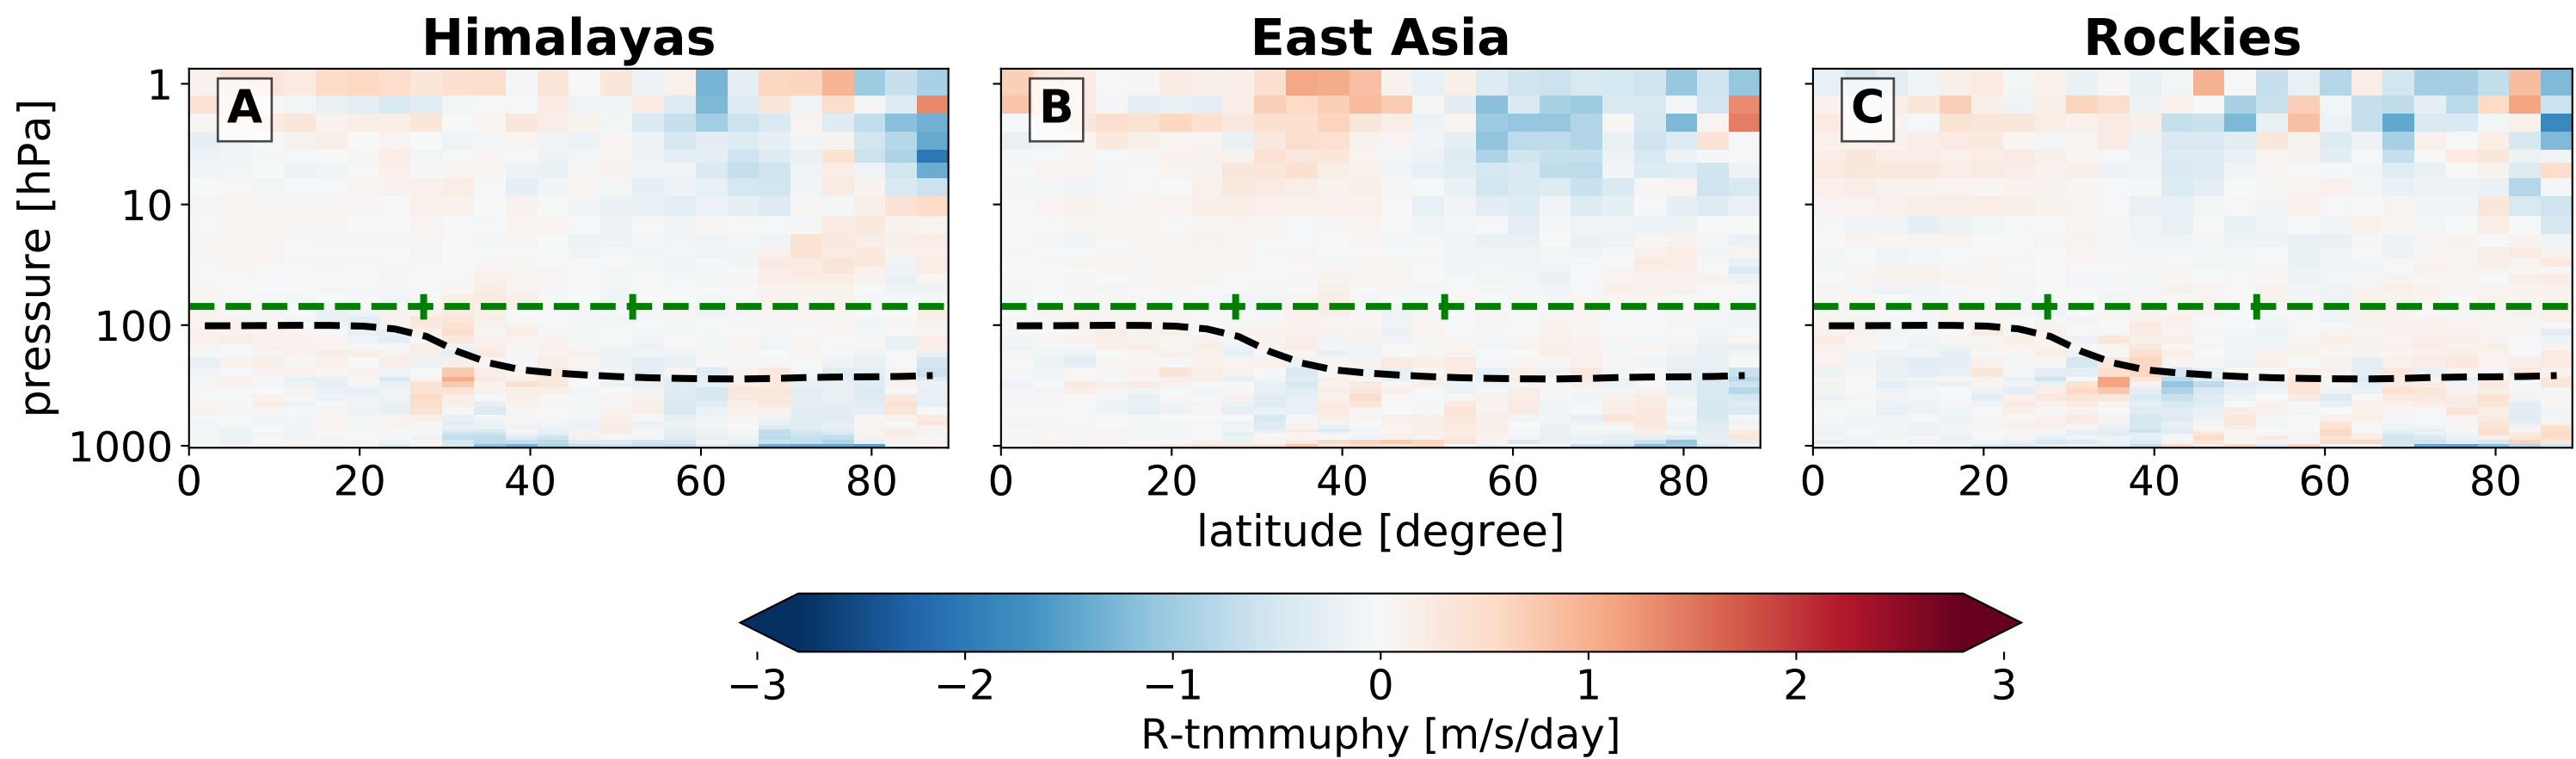 Himalayas East Asia Rockies
A B C
pressure [hPa]
1
10
100
1000
0 20 40 60 80 0 20 40 60 80 0 20 40 60 80
latitude [degree]
−3 −2 −1 0 1 2 3
R-tnmmuphy [m/s/day]